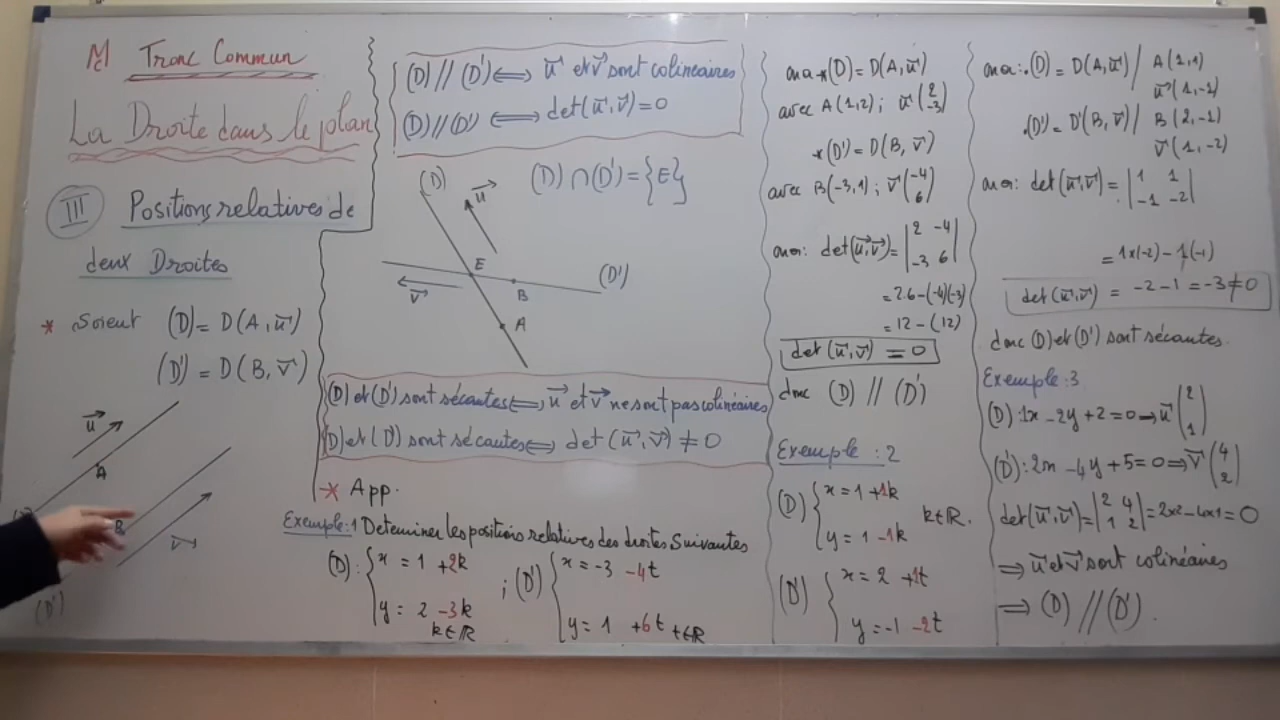 Tronc Commun
La Droite dans le plan
III Positions relatives de
deux Droites
* Soient (D) = D(A, u⃗)
(D') = D(B, v⃗)
u⃗
A
B
v⃗
(D')
(D) // (D') ⟺ u⃗ et v⃗ sont colinéaires
(D) // (D') ⟺ det(u⃗, v⃗) = 0
(D) ∩ (D') = {E}
(D)
u⃗
E
(D')
v⃗
B
A
(D) et (D') sont sécantes ⟺ u⃗ et v⃗ ne sont pas colinéaires
(D) et (D') sont sécantes ⟺ det(u⃗, v⃗) ≠ 0
* App.
Exemple: 1 Determiner les positions relatives des droites Suivantes
(D): { x = 1 + 2k ; (D') { x = -3 - 4t
y = 2 - 3k y = 1 + 6t t∈ℝ
k∈ℝ
on a * (D) = D(A, u⃗)
avec A(1,2) ; u⃗ (2 -3)
* (D') = D(B, v⃗)
avec B(-3,1) ; v⃗ (-4 6)
on a: det(u⃗, v⃗) = |2 -4
-3 6|
= 2.6 - (-4)(-3)
= 12 - (12)
det(u⃗, v⃗) = 0
donc (D) // (D')
Exemple : 2
(D) { x = 1 + 1k
k∈ℝ.
y = 1 - 1k
(D') { x = 2 + 1t
y = -1 - 2t
on a: . (D) = D(A, u⃗) / A(1,1)
u⃗(1,-1)
. (D') = D'(B, v⃗) / B(2,-1)
v⃗(1,-2)
on a: det(u⃗, v⃗) = |1 1
-1 -2|
= 1x(-2) - 1(-1)
det(u⃗, v⃗) = -2 - 1 = -3 ≠ 0
donc (D) et (D') sont sécantes.
Exemple: 3
(D) 1x - 2y + 2 = 0 ⟹ u⃗ (2 1)
(D'): 2x - 4y + 5 = 0 ⟹ v⃗ (4 2)
det(u⃗, v⃗) = |2 4
1 2| = 2x2 - 4x1 = 0
⟹ u⃗ et v⃗ sont colinéaires
⟹ (D) // (D').